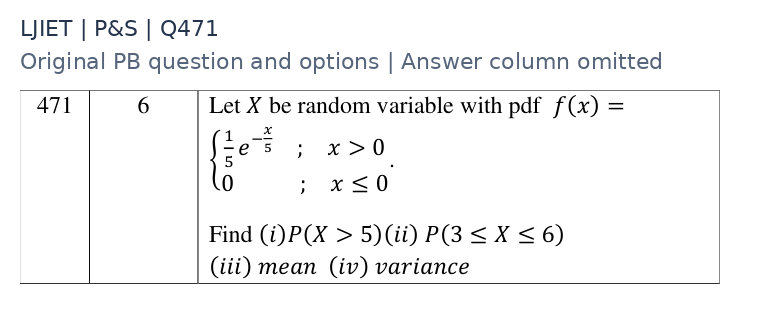 LJIET | P&S | Q471
Original PB question and options | Answer column omitted
471 6 Let X be random variable with pdf f(x) =
{ 1/5 e^(-x/5) ; x > 0
0 ; x ≤ 0 .
Find (i)P(X > 5)(ii) P(3 ≤ X ≤ 6)
(iii) mean (iv) variance